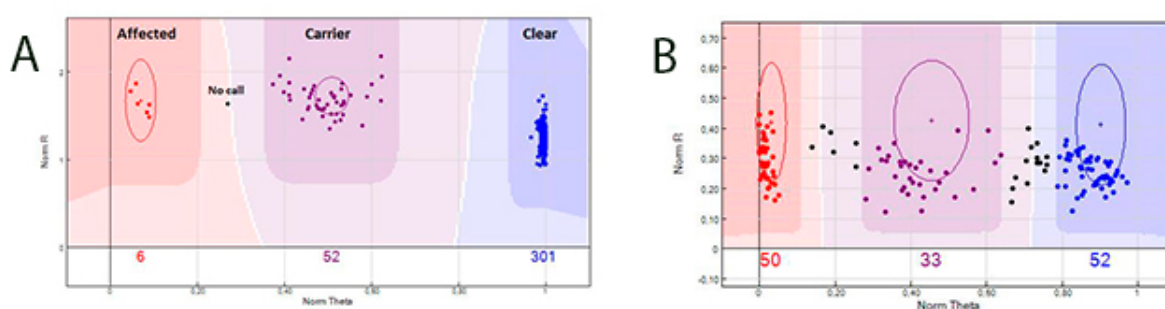 A
Affected Carrier Clear
No call
Norm R
2
1
0
6 52 301
0 0.20 0.40 0.60 0.80 1
Norm Theta
B
Norm R
0.70
0.60
0.50
0.40
0.30
0.20
0.10
0
-0.10
50 33 52
0 0.20 0.40 0.60 0.80 1
Norm Theta